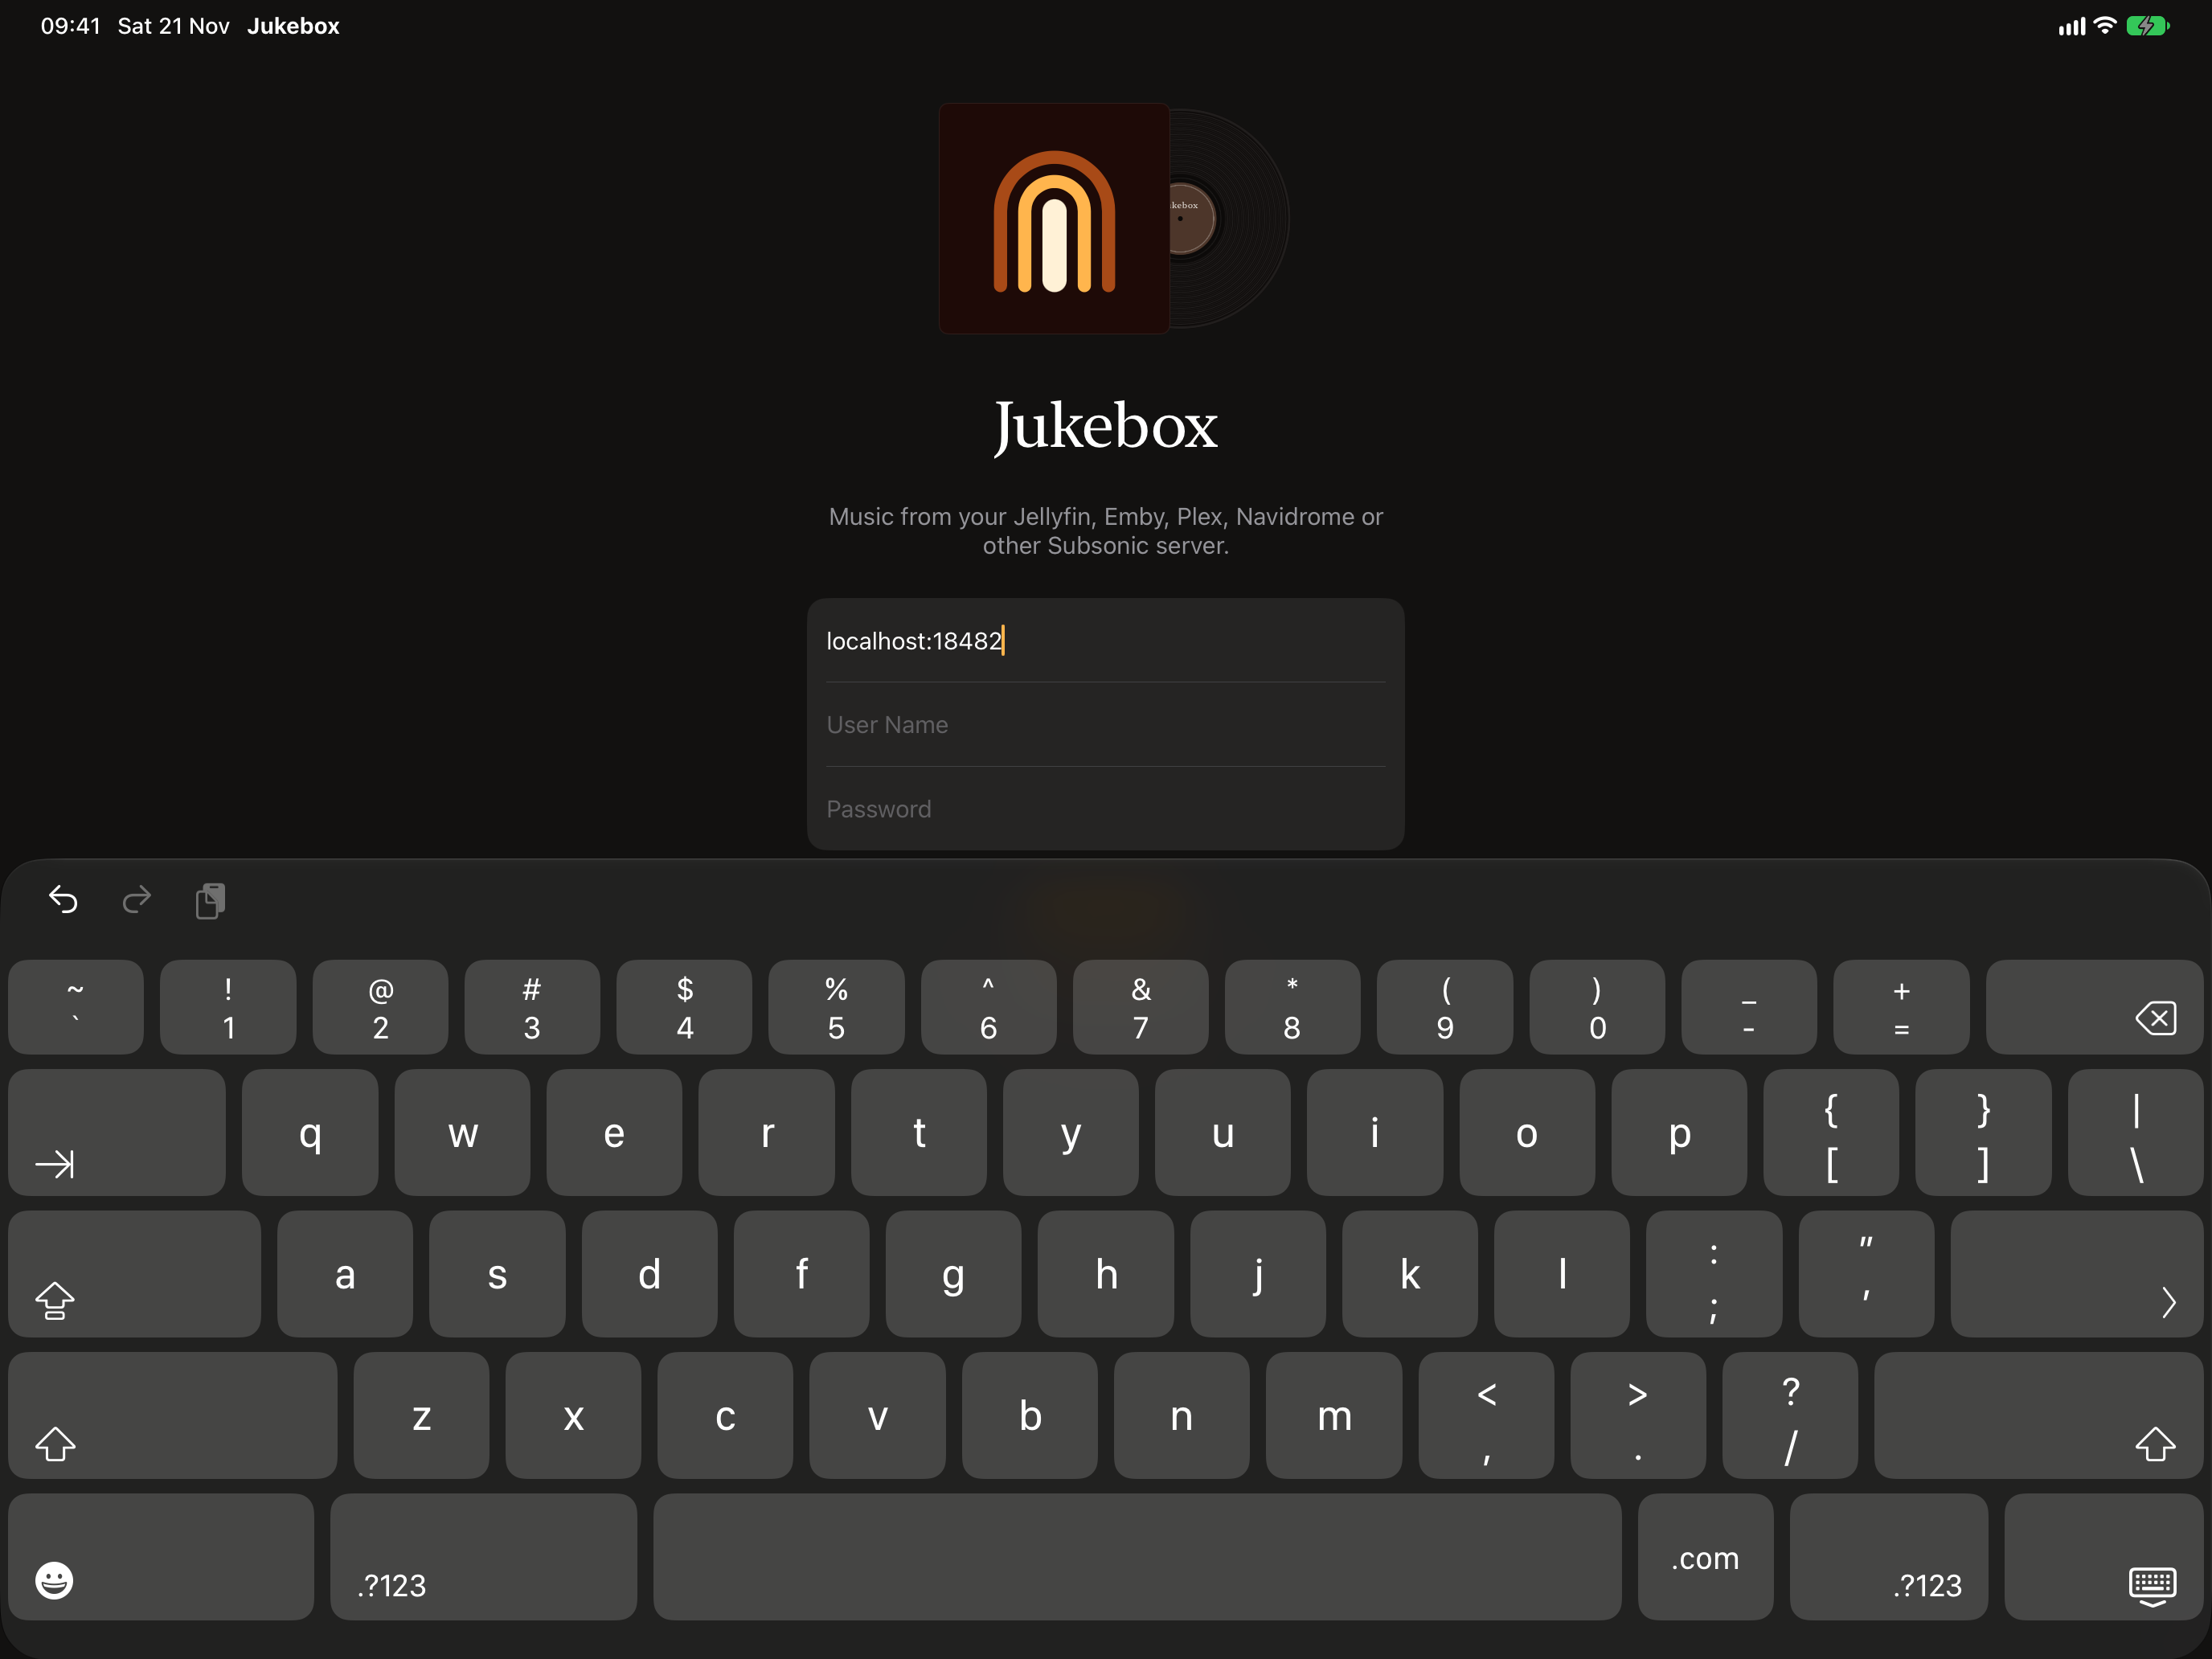 09:41 Sat 21 Nov Jukebox
kebox
Jukebox
Music from your Jellyfin, Emby, Plex, Navidrome or
other Subsonic server.
localhost:18482
User Name
Password
~ ! @ # $ % ^ & * ( ) _ +
` 1 2 3 4 5 6 7 8 9 0 - =
q w e r t y u i o p { } |
[ ] \
a s d f g h j k l : "
; '
z x c v b n m < > ?
, . /
.?123 .com .?123